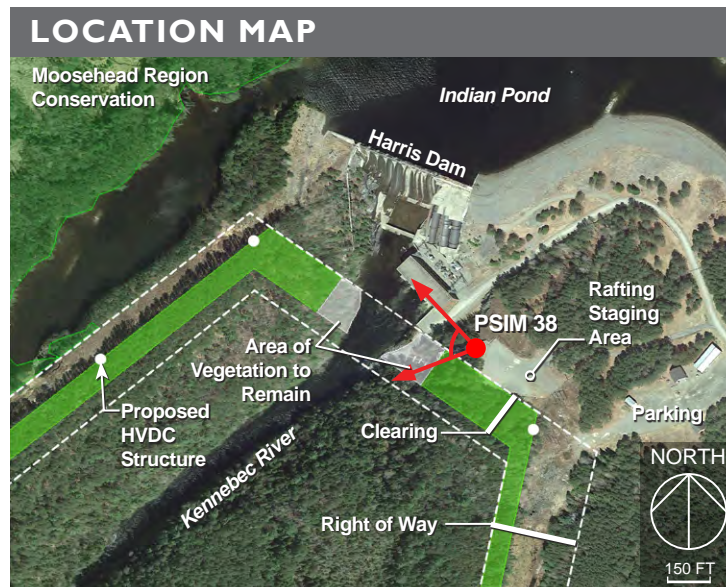 LOCATION MAP
Moosehead Region
Conservation
Indian Pond
Harris Dam
PSIM 38
Rafting
Staging
Area
Area of
Vegetation to
Remain
Proposed
HVDC
Structure
Clearing
Parking
Kennebec River
Right of Way
NORTH
150 FT